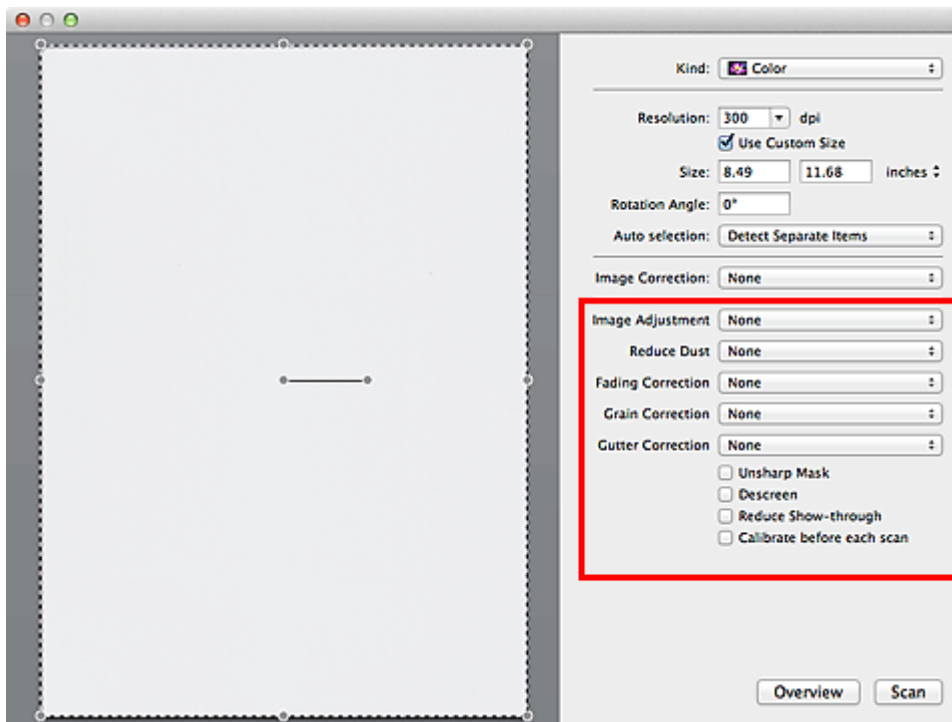 Kind: Color
Resolution: 300 dpi
Use Custom Size
Size: 8.49 11.68 inches
Rotation Angle: 0°
Auto selection: Detect Separate Items
Image Correction: None
Image Adjustment None
Reduce Dust None
Fading Correction None
Grain Correction None
Gutter Correction None
Unsharp Mask
Descreen
Reduce Show-through
Calibrate before each scan
Overview Scan